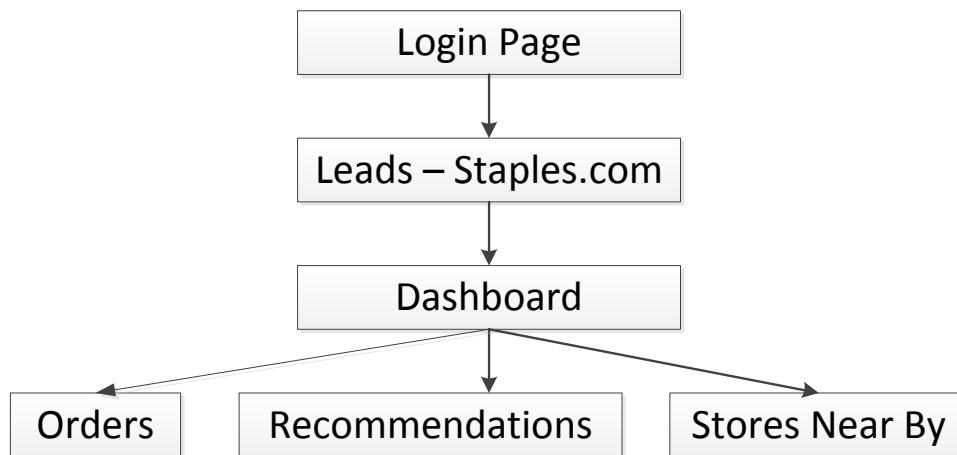 Login Page
Leads – Staples.com
Dashboard
Orders
Recommendations
Stores Near By